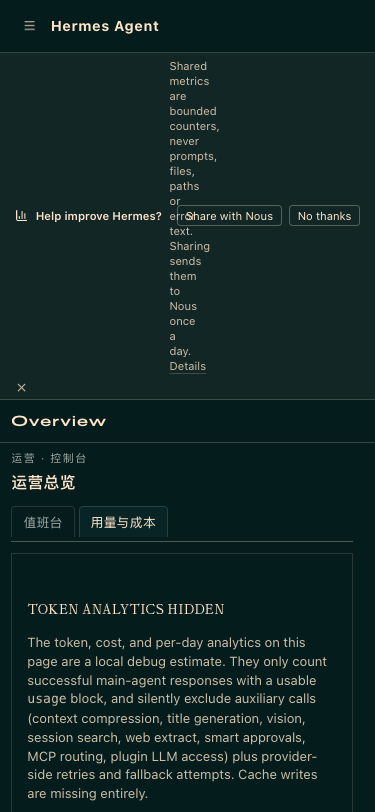 Hermes Agent
Shared
metrics
are
bounded
counters,
never
prompts,
files,
paths
or
error
text.
Sharing
sends
them
to
Nous
once
a
day.
Details
Help improve Hermes?
Share with Nous
No thanks
Overview
运营 · 控制台
运营总览
值班台
用量与成本
TOKEN ANALYTICS HIDDEN
The token, cost, and per-day analytics on this
page are a local debug estimate. They only count
successful main-agent responses with a usable
usage block, and silently exclude auxiliary calls
(context compression, title generation, vision,
session search, web extract, smart approvals,
MCP routing, plugin LLM access) plus provider-
side retries and fallback attempts. Cache writes
are missing entirely.